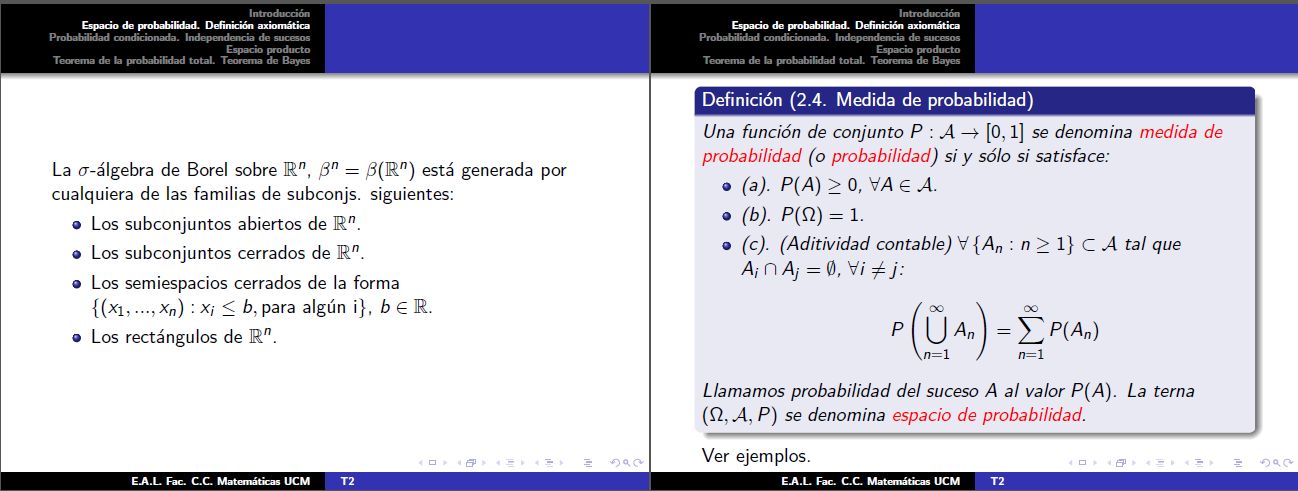 Introducción
Espacio de probabilidad. Definición axiomática
Probabilidad condicionada. Independencia de sucesos
Espacio producto
Teorema de la probabilidad total. Teorema de Bayes
La σ-álgebra de Borel sobre ℝⁿ, βⁿ = β(ℝⁿ) está generada por
cualquiera de las familias de subconjs. siguientes:
Los subconjuntos abiertos de ℝⁿ.
Los subconjuntos cerrados de ℝⁿ.
Los semiespacios cerrados de la forma
{(x₁, ..., xₙ) : xᵢ ≤ b, para algún i}, b ∈ ℝ.
Los rectángulos de ℝⁿ.
E.A.L. Fac. C.C. Matemáticas UCM T2
Introducción
Espacio de probabilidad. Definición axiomática
Probabilidad condicionada. Independencia de sucesos
Espacio producto
Teorema de la probabilidad total. Teorema de Bayes
Definición (2.4. Medida de probabilidad)
Una función de conjunto P : 𝒜 → [0, 1] se denomina medida de
probabilidad (o probabilidad) si y sólo si satisface:
(a). P(A) ≥ 0, ∀A ∈ 𝒜.
(b). P(Ω) = 1.
(c). (Aditividad contable) ∀ {Aₙ : n ≥ 1} ⊂ 𝒜 tal que
Aᵢ ∩ Aⱼ = ∅, ∀i ≠ j:
P(⋃_{n=1}^{∞} Aₙ) = ∑_{n=1}^{∞} P(Aₙ)
Llamamos probabilidad del suceso A al valor P(A). La terna
(Ω, 𝒜, P) se denomina espacio de probabilidad.
Ver ejemplos.
E.A.L. Fac. C.C. Matemáticas UCM T2